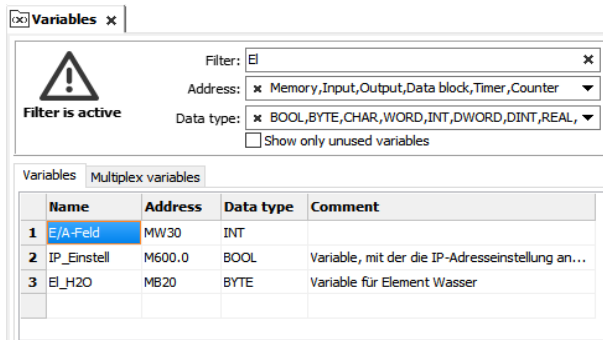 Variables
Filter: El
Address: Memory,Input,Output,Data block,Timer,Counter
Filter is active
Data type: BOOL,BYTE,CHAR,WORD,INT,DWORD,DINT,REAL,
Show only unused variables
Variables Multiplex variables
Name Address Data type Comment
1 E/A-Feld MW30 INT
2 IP_Einstell M600.0 BOOL Variable, mit der die IP-Adresseinstellung an...
3 El_H2O MB20 BYTE Variable für Element Wasser